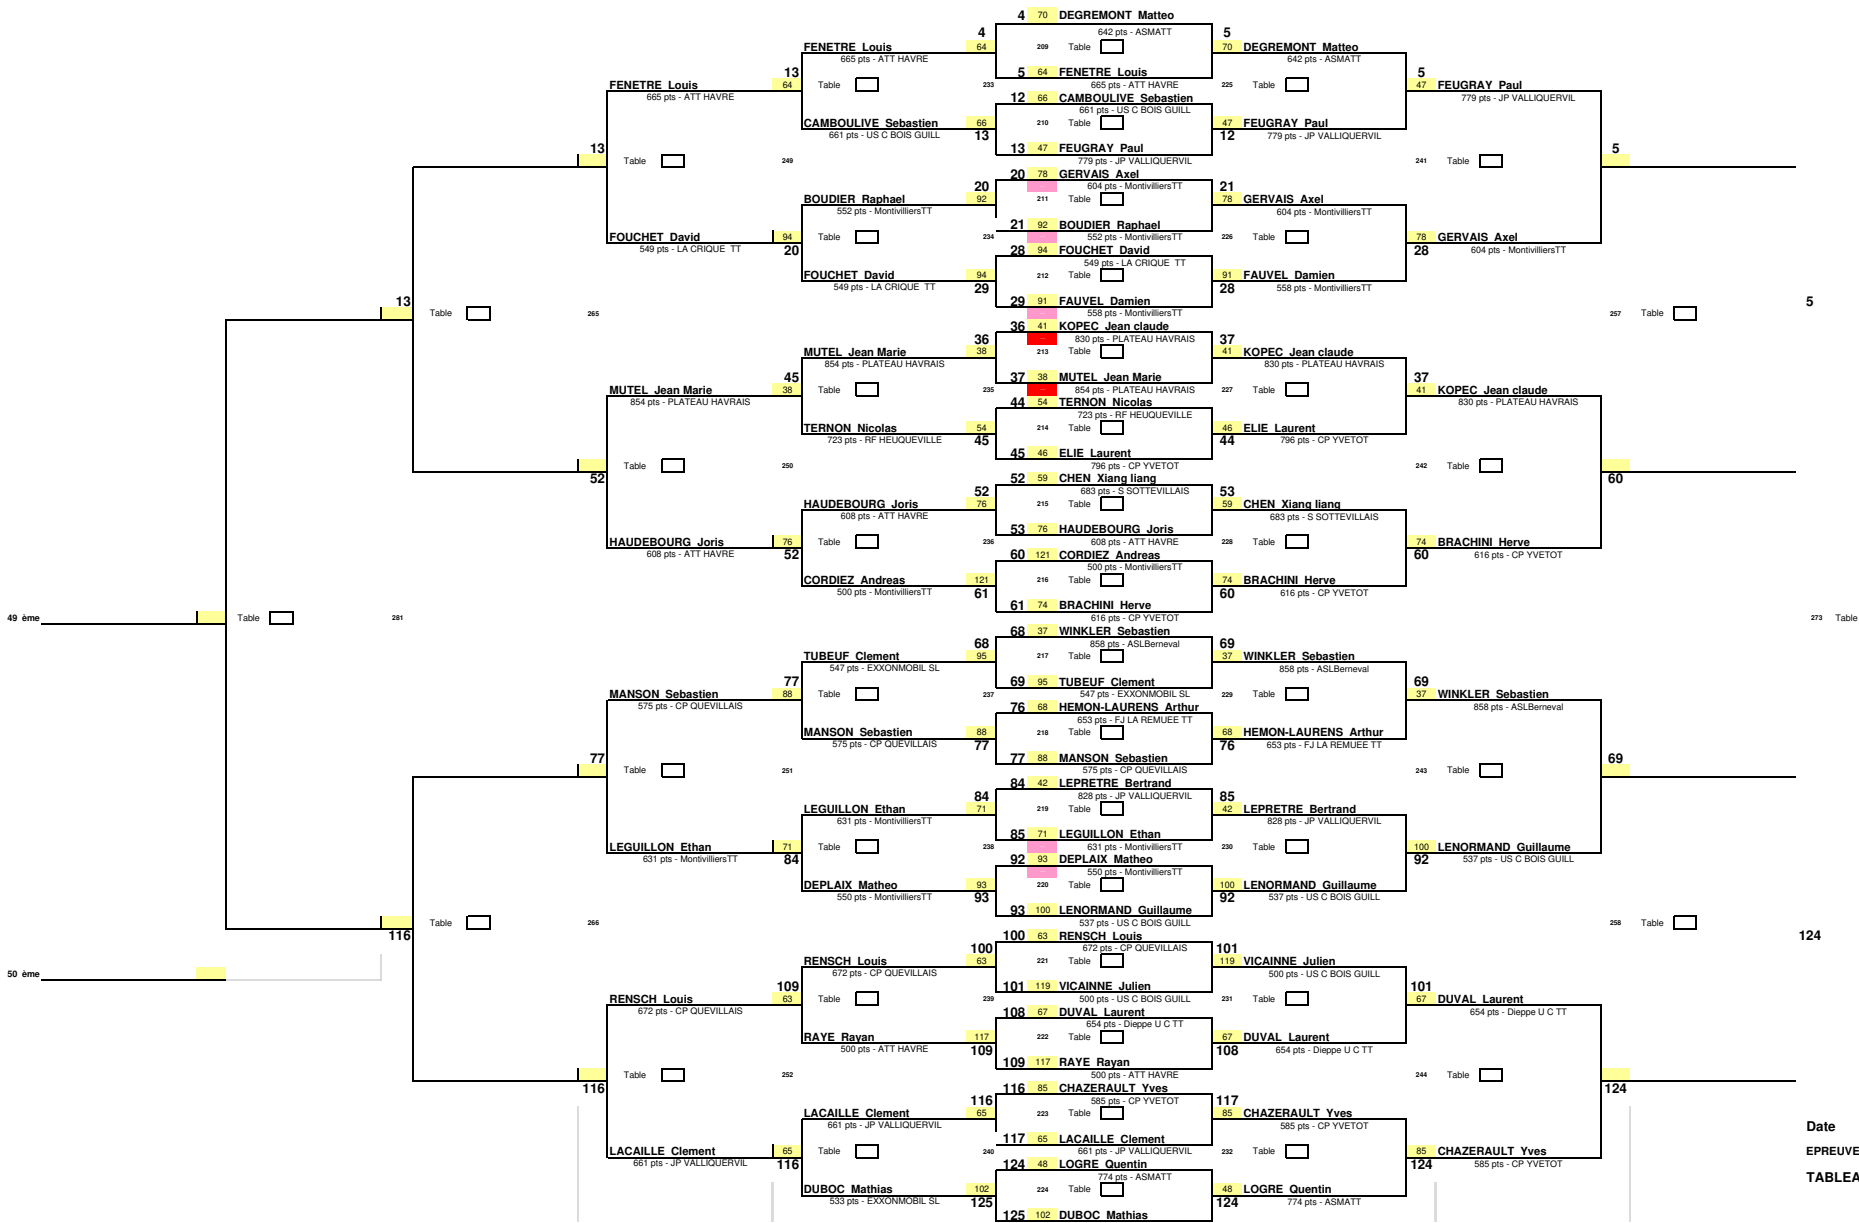 4 70 DEGREMONT Matteo
4 642 pts - ASMATT 5
FENETRE Louis 64 209 Table 70 DEGREMONT Matteo
665 pts - ATT HAVRE 642 pts - ASMATT
13 5 64 FENETRE Louis 5
FENETRE Louis 64 Table 233 665 pts - ATT HAVRE 225 Table 47 FEUGRAY Paul
665 pts - ATT HAVRE 12 66 CAMBOULIVE Sebastien 779 pts - JP VALLIQUERVIL
661 pts - US C BOIS GUILL
CAMBOULIVE Sebastien 66 210 Table 47 FEUGRAY Paul
661 pts - US C BOIS GUILL 13 12 779 pts - JP VALLIQUERVIL
13 13 47 FEUGRAY Paul 5
Table 249 779 pts - JP VALLIQUERVIL 241 Table
20 78 GERVAIS Axel
20 604 pts - MontivilliersTT 21
BOUDIER Raphael 92 211 Table 78 GERVAIS Axel
552 pts - MontivilliersTT 604 pts - MontivilliersTT
21 92 BOUDIER Raphael
FOUCHET David 94 Table 234 552 pts - MontivilliersTT 226 Table 78 GERVAIS Axel
549 pts - LA CRIQUE TT 20 28 94 FOUCHET David 28 604 pts - MontivilliersTT
549 pts - LA CRIQUE TT
FOUCHET David 94 212 Table 91 FAUVEL Damien
549 pts - LA CRIQUE TT 29 28 558 pts - MontivilliersTT
13 29 91 FAUVEL Damien 5
Table 265 558 pts - MontivilliersTT 257 Table
36 41 KOPEC Jean claude
36 830 pts - PLATEAU HAVRAIS 37
MUTEL Jean Marie 38 213 Table 41 KOPEC Jean claude
854 pts - PLATEAU HAVRAIS 830 pts - PLATEAU HAVRAIS
45 37 38 MUTEL Jean Marie 37
MUTEL Jean Marie 38 Table 235 854 pts - PLATEAU HAVRAIS 227 Table 41 KOPEC Jean claude
854 pts - PLATEAU HAVRAIS 44 54 TERNON Nicolas 830 pts - PLATEAU HAVRAIS
723 pts - RF HEUQUEVILLE
TERNON Nicolas 54 214 Table 46 ELIE Laurent
723 pts - RF HEUQUEVILLE 45 44 796 pts - CP YVETOT
45 46 ELIE Laurent
Table 250 796 pts - CP YVETOT 242 Table
52 52 59 CHEN Xiang liang 60
52 683 pts - S SOTTEVILLAIS 53
HAUDEBOURG Joris 76 215 Table 59 CHEN Xiang liang
608 pts - ATT HAVRE 683 pts - S SOTTEVILLAIS
53 76 HAUDEBOURG Joris
HAUDEBOURG Joris 76 Table 236 608 pts - ATT HAVRE 228 Table 74 BRACHINI Herve
608 pts - ATT HAVRE 52 60 121 CORDIEZ Andreas 60 616 pts - CP YVETOT
500 pts - MontivilliersTT
CORDIEZ Andreas 121 216 Table 74 BRACHINI Herve
500 pts - MontivilliersTT 61 60 616 pts - CP YVETOT
61 74 BRACHINI Herve
49 ème Table 281 616 pts - CP YVETOT 273 Table
68 37 WINKLER Sebastien
68 858 pts - ASLBerneval 69
TUBEUF Clement 95 217 Table 37 WINKLER Sebastien
547 pts - EXXONMOBIL SL 858 pts - ASLBerneval
77 69 95 TUBEUF Clement 69
MANSON Sebastien 88 Table 237 547 pts - EXXONMOBIL SL 229 Table 37 WINKLER Sebastien
575 pts - CP QUEVILLAIS 76 68 HEMON-LAURENS Arthur 858 pts - ASLBerneval
653 pts - FJ LA REMUEE TT
MANSON Sebastien 88 218 Table 68 HEMON-LAURENS Arthur
575 pts - CP QUEVILLAIS 77 76 653 pts - FJ LA REMUEE TT
77 77 88 MANSON Sebastien 69
Table 251 575 pts - CP QUEVILLAIS 243 Table
84 42 LEPRETRE Bertrand
84 828 pts - JP VALLIQUERVIL 85
LEGUILLON Ethan 71 219 Table 42 LEPRETRE Bertrand
631 pts - MontivilliersTT 828 pts - JP VALLIQUERVIL
85 71 LEGUILLON Ethan
LEGUILLON Ethan 71 Table 238 631 pts - MontivilliersTT 230 Table 100 LENORMAND Guillaume
631 pts - MontivilliersTT 84 92 93 DEPLAIX Matheo 92 537 pts - US C BOIS GUILL
550 pts - MontivilliersTT
DEPLAIX Matheo 93 220 Table 100 LENORMAND Guillaume
550 pts - MontivilliersTT 93 92 537 pts - US C BOIS GUILL
93 100 LENORMAND Guillaume
Table 266 537 pts - US C BOIS GUILL 258 Table
116 100 63 RENSCH Louis 124
100 672 pts - CP QUEVILLAIS 101
RENSCH Louis 63 221 Table 119 VICAINNE Julien
50 ème 672 pts - CP QUEVILLAIS 500 pts - US C BOIS GUILL
109 101 119 VICAINNE Julien 101
RENSCH Louis 63 Table 239 500 pts - US C BOIS GUILL 231 Table 67 DUVAL Laurent
672 pts - CP QUEVILLAIS 108 67 DUVAL Laurent 654 pts - Dieppe U C TT
654 pts - Dieppe U C TT
RAYE Rayan 117 222 Table 67 DUVAL Laurent
500 pts - ATT HAVRE 109 108 654 pts - Dieppe U C TT
109 117 RAYE Rayan
Table 252 500 pts - ATT HAVRE 244 Table
116 116 85 CHAZERAULT Yves 124
116 585 pts - CP YVETOT 117
LACAILLE Clement 65 223 Table 85 CHAZERAULT Yves
661 pts - JP VALLIQUERVIL 585 pts - CP YVETOT
Date
117 65 LACAILLE Clement
LACAILLE Clement 65 Table 240 661 pts - JP VALLIQUERVIL 232 Table 85 CHAZERAULT Yves EPREUVE
661 pts - JP VALLIQUERVIL 116 124 48 LOGRE Quentin 124 585 pts - CP YVETOT
774 pts - ASMATT TABLEA
DUBOC Mathias 102 224 Table 48 LOGRE Quentin
533 pts - EXXONMOBIL SL 125 124 774 pts - ASMATT
125 102 DUBOC Mathias